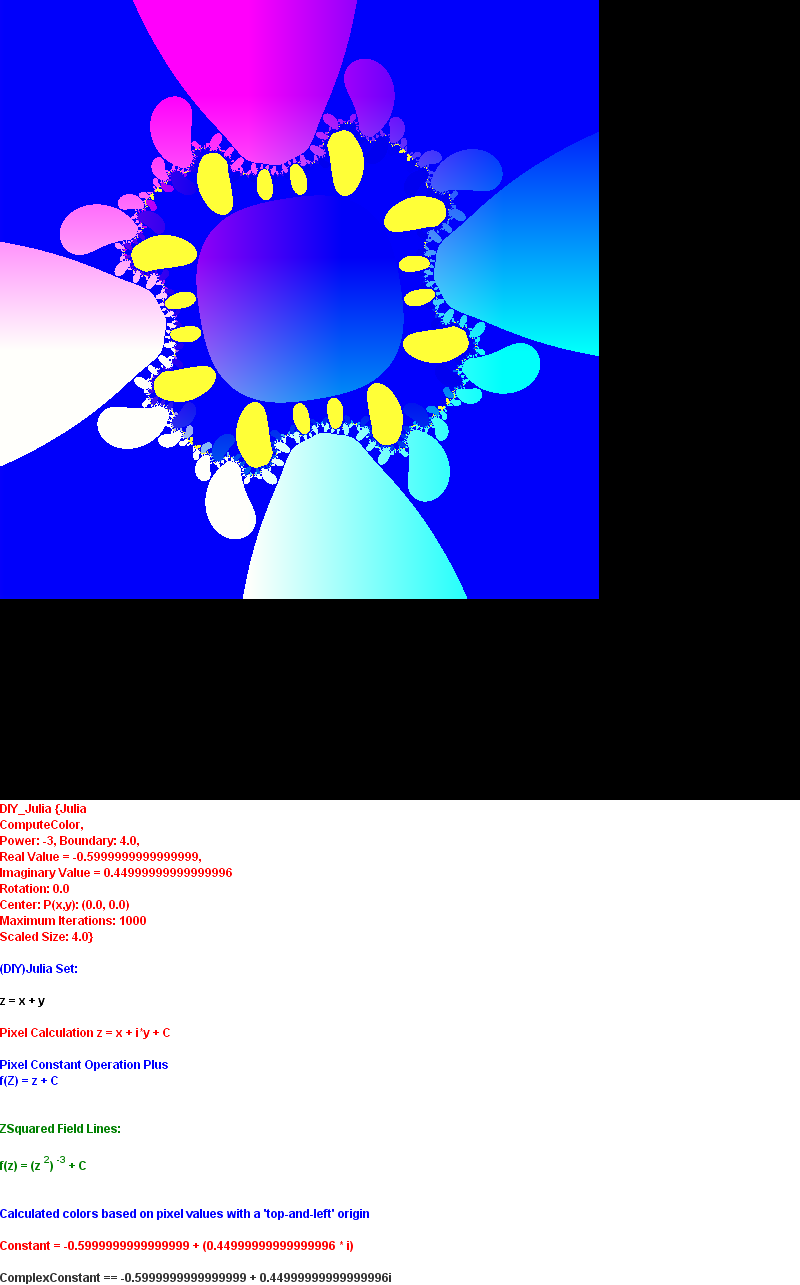 DIY_Julia {Julia
ComputeColor,
Power: -3, Boundary: 4.0,
Real Value = -0.5999999999999999,
Imaginary Value = 0.44999999999999996
Rotation: 0.0
Center: P(x,y): (0.0, 0.0)
Maximum Iterations: 1000
Scaled Size: 4.0}
(DIY)Julia Set:
z = x + y
Pixel Calculation z = x + i*y + C
Pixel Constant Operation Plus
f(Z) = z + C
ZSquared Field Lines:
f(z) = (z 2) -3 + C
Calculated colors based on pixel values with a 'top-and-left' origin
Constant = -0.5999999999999999 + (0.44999999999999996 * i)
ComplexConstant == -0.5999999999999999 + 0.44999999999999996i